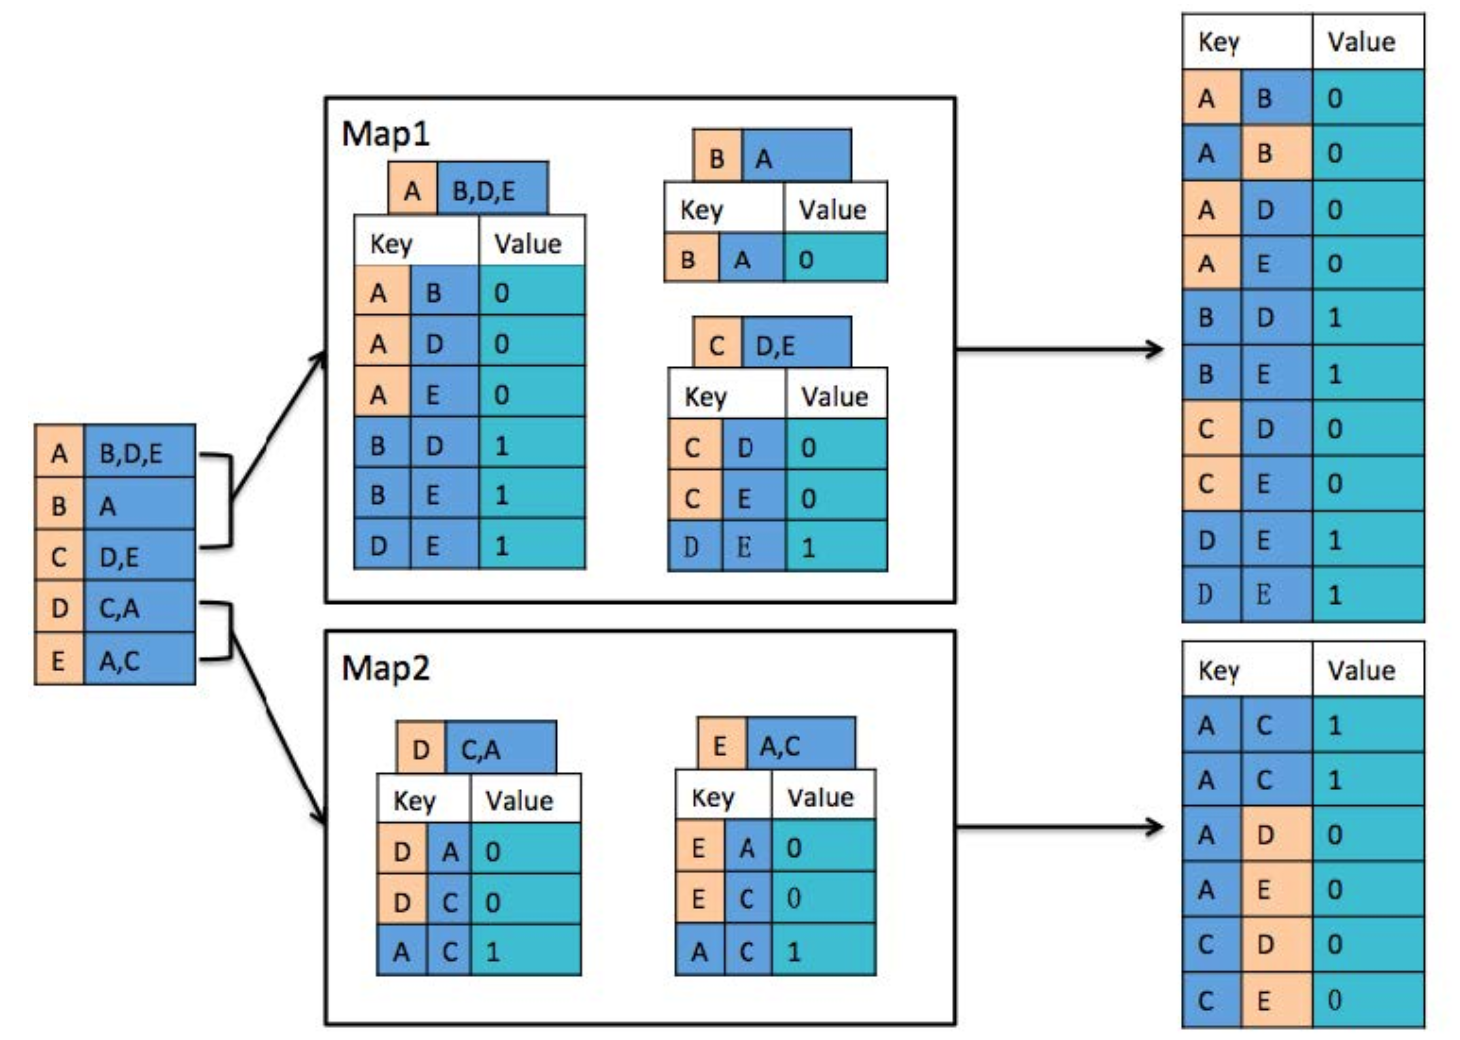 A B,D,E
B A
C D,E
D C,A
E A,C
Map1
A B,D,E
Key Value
A B 0
A D 0
A E 0
B D 1
B E 1
D E 1
B A
Key Value
B A 0
C D,E
Key Value
C D 0
C E 0
D E 1
Map2
D C,A
Key Value
D A 0
D C 0
A C 1
E A,C
Key Value
E A 0
E C 0
A C 1
Key Value
A B 0
A B 0
A D 0
A E 0
B D 1
B E 1
C D 0
C E 0
D E 1
D E 1
Key Value
A C 1
A C 1
A D 0
A E 0
C D 0
C E 0